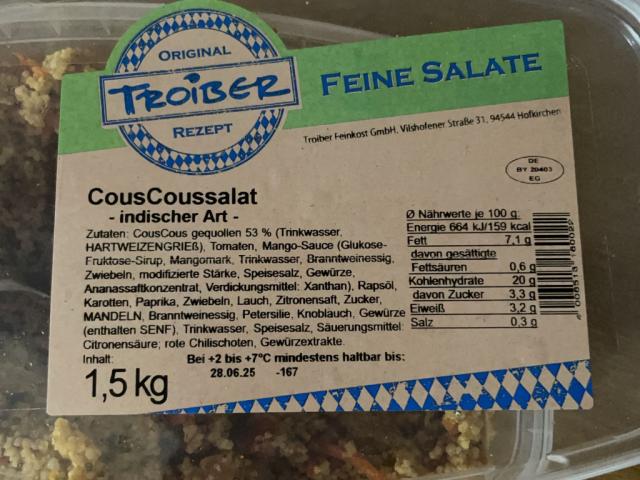 ORIGINAL
TROIBER
REZEPT
FEINE SALATE
Troiber Feinkost GmbH, Vilshofener Straße 31, 94544 Hofkirchen
DE
BY 20403
EG
CousCoussalat
- indischer Art -
Zutaten: CousCous gequollen 53 % (Trinkwasser,
HARTWEIZENGRIEß), Tomaten, Mango-Sauce (Glukose-
Fruktose-Sirup, Mangomark, Trinkwasser, Branntweinessig,
Zwiebeln, modifizierte Stärke, Speisesalz, Gewürze,
Ananassaftkonzentrat, Verdickungsmittel: Xanthan), Rapsöl,
Karotten, Paprika, Zwiebeln, Lauch, Zitronensaft, Zucker,
MANDELN, Branntweinessig, Petersilie, Knoblauch, Gewürze
(enthalten SENF), Trinkwasser, Speisesalz, Säuerungsmittel:
Citronensäure; rote Chilischoten, Gewürzextrakte.
Ø Nährwerte je 100 g:
Energie 664 kJ/159 kcal
Fett 7,1 g
davon gesättigte
Fettsäuren 0,6 g
Kohlenhydrate 20 g
davon Zucker 3,3 g
Eiweiß 3,2 g
Salz 0,3 g
Inhalt:
1,5 kg
Bei +2 bis +7°C mindestens haltbar bis:
28.06.25 -167